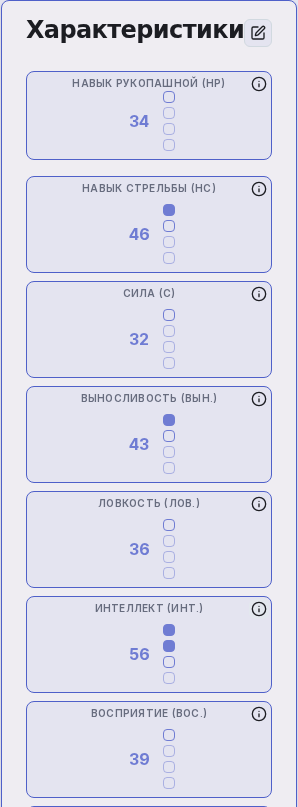 Характеристики
НАВЫК РУКОПАШНОЙ (НР)
34
НАВЫК СТРЕЛЬБЫ (НС)
46
СИЛА (С)
32
ВЫНОСЛИВОСТЬ (ВЫН.)
43
ЛОВКОСТЬ (ЛОВ.)
36
ИНТЕЛЛЕКТ (ИНТ.)
56
ВОСПРИЯТИЕ (ВОС.)
39